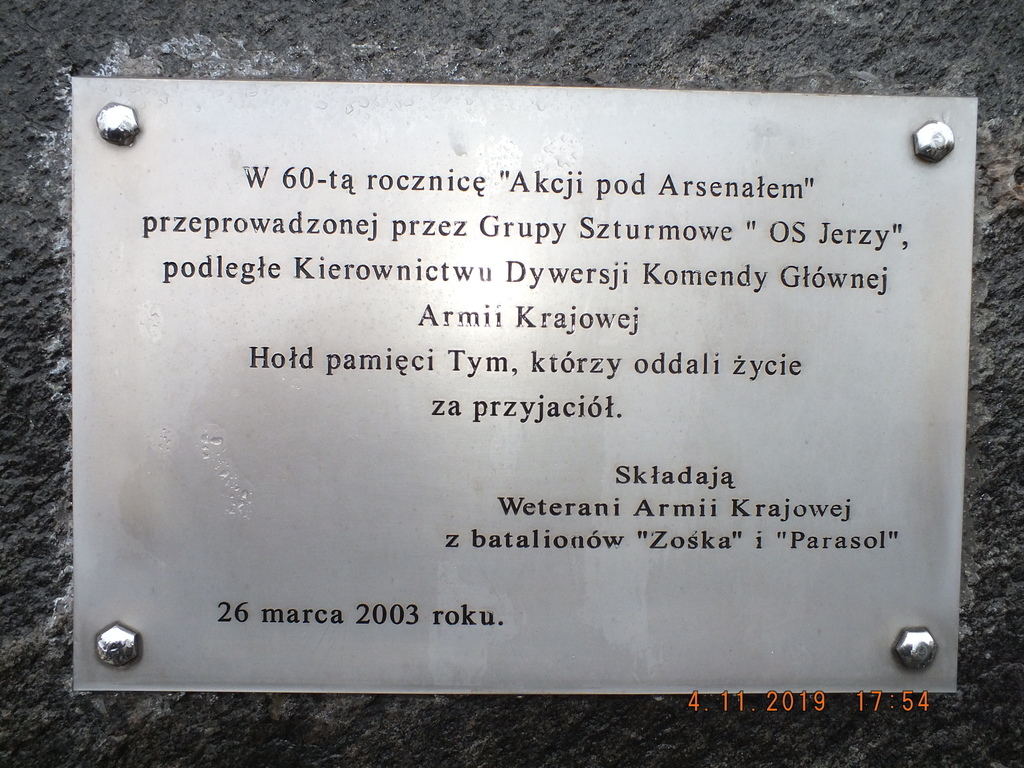 W 60-tą rocznicę "Akcji pod Arsenałem"
przeprowadzonej przez Grupy Szturmowe " OS Jerzy",
podległe Kierownictwu Dywersji Komendy Głównej
Armii Krajowej
Hołd pamięci Tym, którzy oddali życie
za przyjaciół.
Składają
Weterani Armii Krajowej
z batalionów "Zośka" i "Parasol"
26 marca 2003 roku.
4.11.2019 17:54